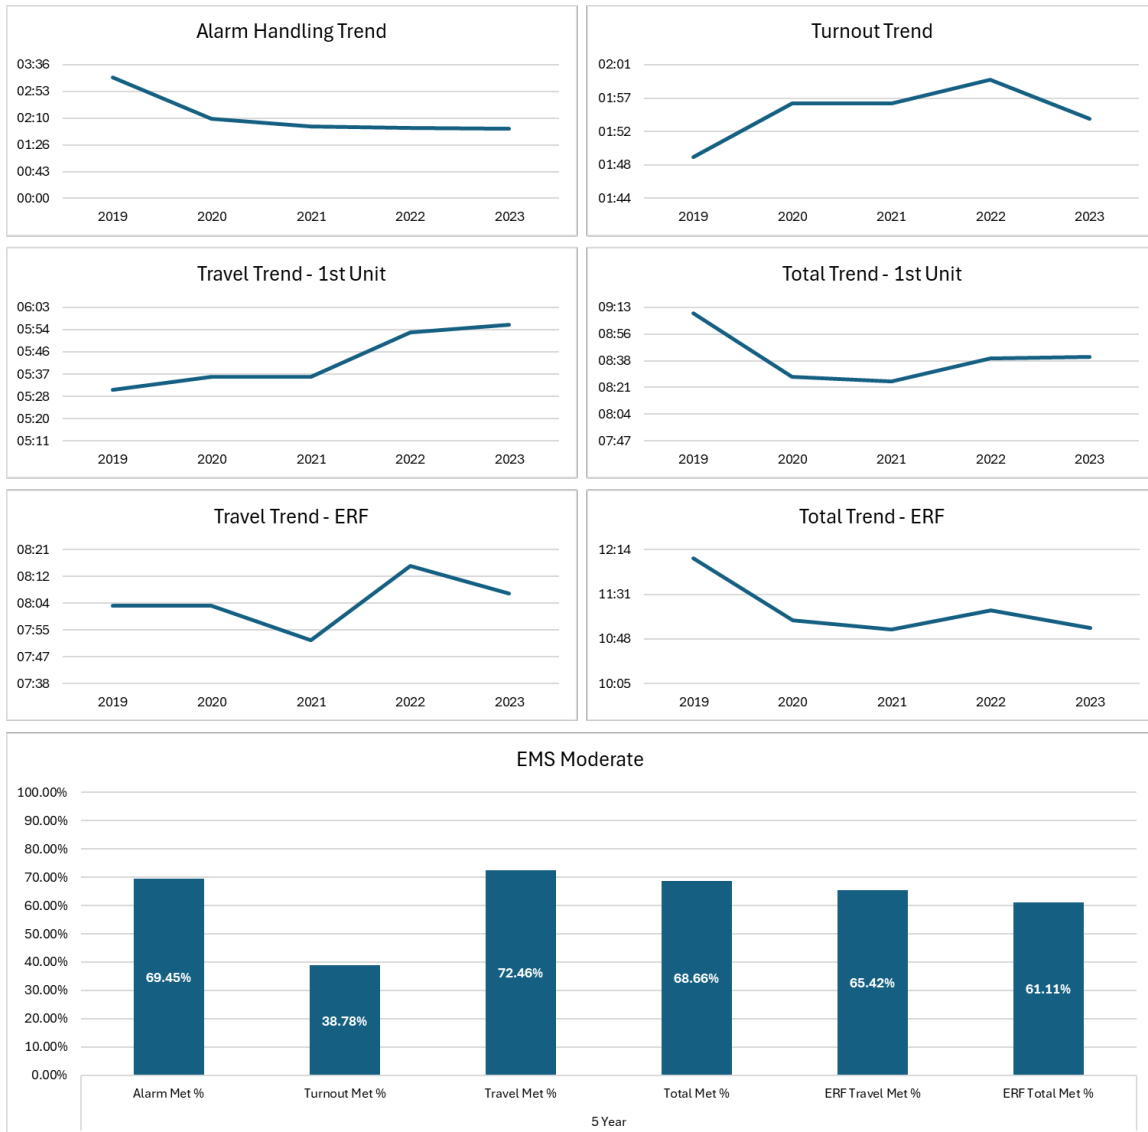 Alarm Handling Trend
03:36
02:53
02:10
01:26
00:43
00:00
2019 2020 2021 2022 2023
Turnout Trend
02:01
01:57
01:52
01:48
01:44
2019 2020 2021 2022 2023
Travel Trend - 1st Unit
06:03
05:54
05:46
05:37
05:28
05:20
05:11
2019 2020 2021 2022 2023
Total Trend - 1st Unit
09:13
08:56
08:38
08:21
08:04
07:47
2019 2020 2021 2022 2023
Travel Trend - ERF
08:21
08:12
08:04
07:55
07:47
07:38
2019 2020 2021 2022 2023
Total Trend - ERF
12:14
11:31
10:48
10:05
2019 2020 2021 2022 2023
EMS Moderate
100.00%
90.00%
80.00%
70.00%
60.00%
50.00%
40.00%
30.00%
20.00%
10.00%
0.00%
69.45% 38.78% 72.46% 68.66% 65.42% 61.11%
Alarm Met % Turnout Met % Travel Met % Total Met % ERF Travel Met % ERF Total Met %
5 Year